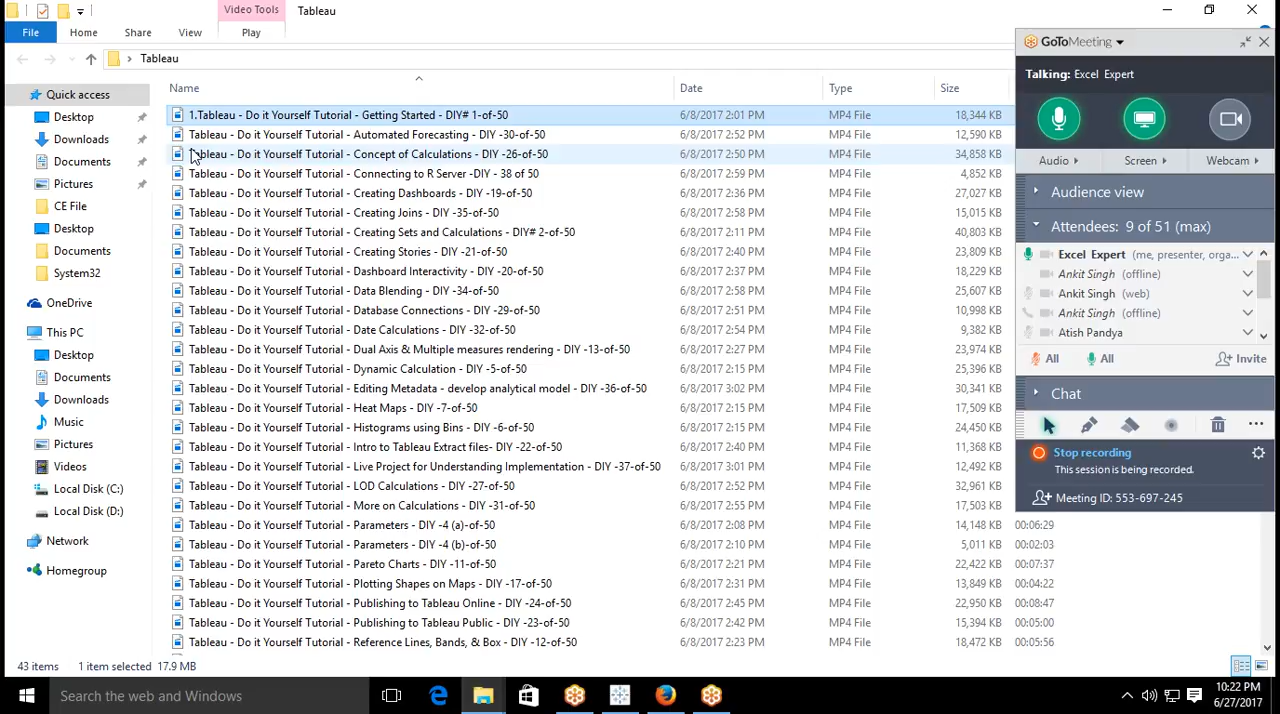 Video Tools
Tableau
File
Home
Share
View
Play
Tableau
Name
Date
Type
Size
1.Tableau - Do it Yourself Tutorial - Getting Started - DIY# 1-of-50 6/8/2017 2:01 PM MP4 File 18,344 KB
Tableau - Do it Yourself Tutorial - Automated Forecasting - DIY -30-of-50 6/8/2017 2:52 PM MP4 File 12,590 KB
Tableau - Do it Yourself Tutorial - Concept of Calculations - DIY -26-of-50 6/8/2017 2:50 PM MP4 File 34,858 KB
Tableau - Do it Yourself Tutorial - Connecting to R Server -DIY - 38 of 50 6/8/2017 2:59 PM MP4 File 4,852 KB
Tableau - Do it Yourself Tutorial - Creating Dashboards - DIY -19-of-50 6/8/2017 2:36 PM MP4 File 27,027 KB
Tableau - Do it Yourself Tutorial - Creating Joins - DIY -35-of-50 6/8/2017 2:58 PM MP4 File 15,015 KB
Tableau - Do it Yourself Tutorial - Creating Sets and Calculations - DIY# 2-of-50 6/8/2017 2:11 PM MP4 File 40,803 KB
Tableau - Do it Yourself Tutorial - Creating Stories - DIY -21-of-50 6/8/2017 2:40 PM MP4 File 23,809 KB
Tableau - Do it Yourself Tutorial - Dashboard Interactivity - DIY -20-of-50 6/8/2017 2:37 PM MP4 File 18,229 KB
Tableau - Do it Yourself Tutorial - Data Blending - DIY -34-of-50 6/8/2017 2:58 PM MP4 File 25,607 KB
Tableau - Do it Yourself Tutorial - Database Connections - DIY -29-of-50 6/8/2017 2:51 PM MP4 File 10,998 KB
Tableau - Do it Yourself Tutorial - Date Calculations - DIY -32-of-50 6/8/2017 2:54 PM MP4 File 9,382 KB
Tableau - Do it Yourself Tutorial - Dual Axis & Multiple measures rendering - DIY -13-of-50 6/8/2017 2:27 PM MP4 File 23,974 KB
Tableau - Do it Yourself Tutorial - Dynamic Calculation - DIY -5-of-50 6/8/2017 2:15 PM MP4 File 25,396 KB
Tableau - Do it Yourself Tutorial - Editing Metadata - develop analytical model - DIY -36-of-50 6/8/2017 3:02 PM MP4 File 30,341 KB
Tableau - Do it Yourself Tutorial - Heat Maps - DIY -7-of-50 6/8/2017 2:15 PM MP4 File 17,509 KB
Tableau - Do it Yourself Tutorial - Histograms using Bins - DIY -6-of-50 6/8/2017 2:15 PM MP4 File 24,450 KB
Tableau - Do it Yourself Tutorial - Intro to Tableau Extract files- DIY -22-of-50 6/8/2017 2:40 PM MP4 File 11,368 KB
Tableau - Do it Yourself Tutorial - Live Project for Understanding Implementation - DIY -37-of-50 6/8/2017 3:01 PM MP4 File 12,492 KB
Tableau - Do it Yourself Tutorial - LOD Calculations - DIY -27-of-50 6/8/2017 2:52 PM MP4 File 32,961 KB
Tableau - Do it Yourself Tutorial - More on Calculations - DIY -31-of-50 6/8/2017 2:55 PM MP4 File 17,503 KB
Tableau - Do it Yourself Tutorial - Parameters - DIY -4 (a)-of-50 6/8/2017 2:08 PM MP4 File 14,148 KB 00:06:29
Tableau - Do it Yourself Tutorial - Parameters - DIY -4 (b)-of-50 6/8/2017 2:10 PM MP4 File 5,011 KB 00:02:03
Tableau - Do it Yourself Tutorial - Pareto Charts - DIY -11-of-50 6/8/2017 2:21 PM MP4 File 22,422 KB 00:07:37
Tableau - Do it Yourself Tutorial - Plotting Shapes on Maps - DIY -17-of-50 6/8/2017 2:31 PM MP4 File 13,849 KB 00:04:22
Tableau - Do it Yourself Tutorial - Publishing to Tableau Online - DIY -24-of-50 6/8/2017 2:45 PM MP4 File 22,950 KB 00:08:47
Tableau - Do it Yourself Tutorial - Publishing to Tableau Public - DIY -23-of-50 6/8/2017 2:42 PM MP4 File 15,394 KB 00:05:00
Tableau - Do it Yourself Tutorial - Reference Lines, Bands, & Box - DIY -12-of-50 6/8/2017 2:23 PM MP4 File 18,472 KB 00:05:56
Quick access
Desktop
Downloads
Documents
Pictures
CE File
Desktop
Documents
System32
OneDrive
This PC
Desktop
Documents
Downloads
Music
Pictures
Videos
Local Disk (C:)
Local Disk (D:)
Network
Homegroup
GoToMeeting
Talking: Excel Expert
Audio
Screen
Webcam
Audience view
Attendees: 9 of 51 (max)
Excel Expert (me, presenter, orga...
Ankit Singh (offline)
Ankit Singh (web)
Ankit Singh (offline)
Atish Pandya
All
All
Invite
Chat
Stop recording
This session is being recorded.
Meeting ID: 553-697-245
43 items
1 item selected 17.9 MB
Search the web and Windows
10:22 PM
6/27/2017